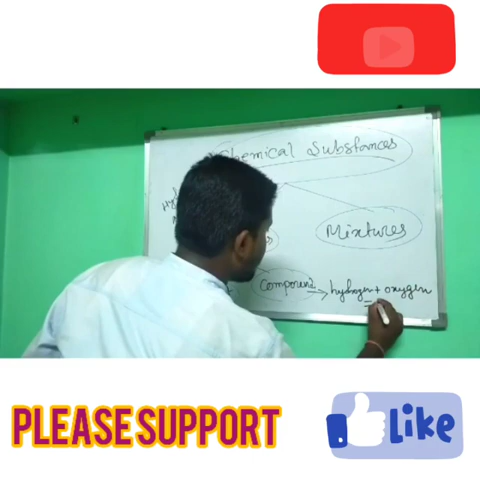 Chemical Substances
Mixtures
Compound → hydrogen + oxygen
PLEASE SUPPORT
Like